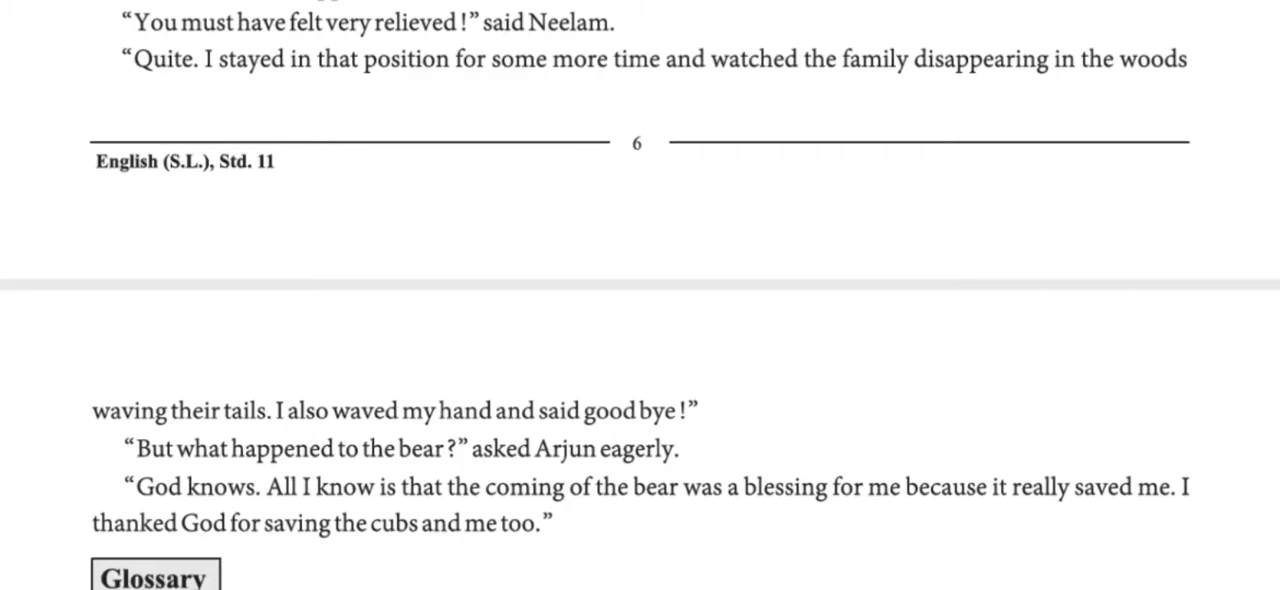 “You must have felt very relieved !” said Neelam.
“Quite. I stayed in that position for some more time and watched the family disappearing in the woods
6
English (S.L.), Std. 11
waving their tails. I also waved my hand and said good bye !”
“But what happened to the bear ?” asked Arjun eagerly.
“God knows. All I know is that the coming of the bear was a blessing for me because it really saved me. I
thanked God for saving the cubs and me too.”
Glossary